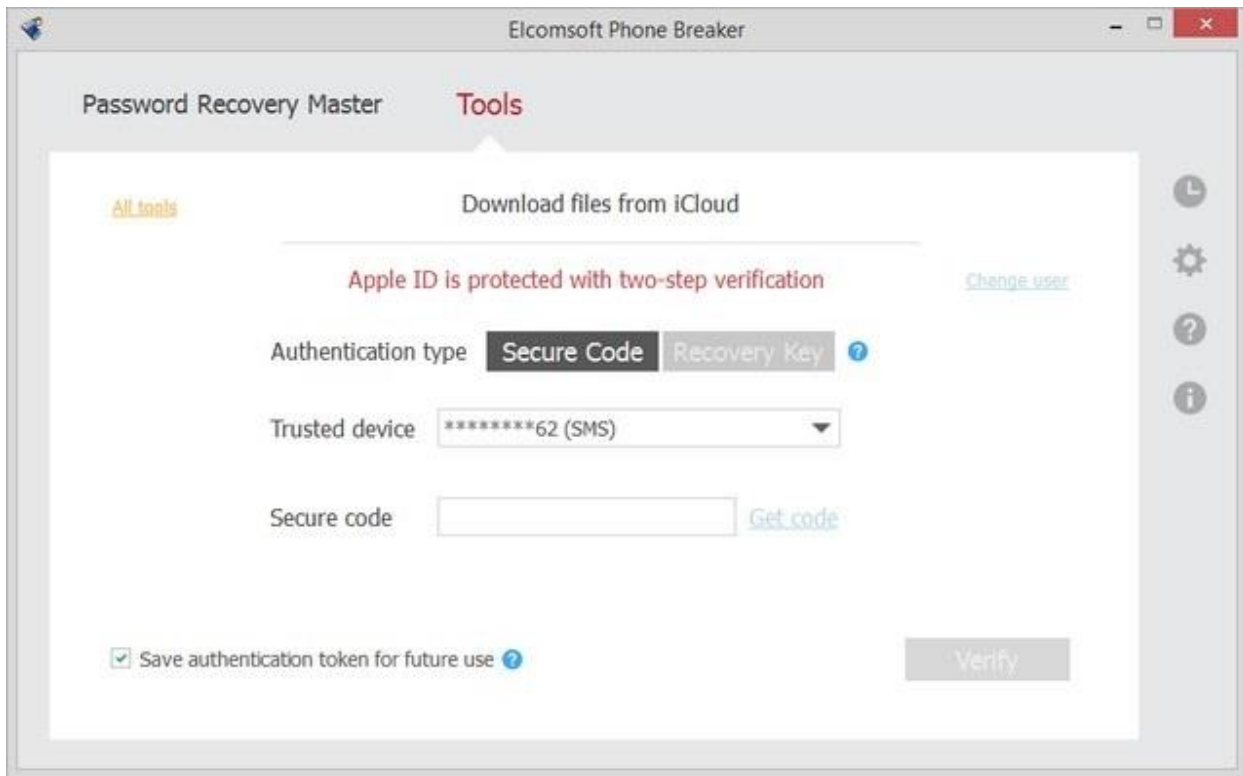 Elcomsoft Phone Breaker
Password Recovery Master Tools
All tools Download files from iCloud
Apple ID is protected with two-step verification Change user
Authentication type Secure Code Recovery Key ?
Trusted device ********62 (SMS)
Secure code Get code
Save authentication token for future use ? Verify